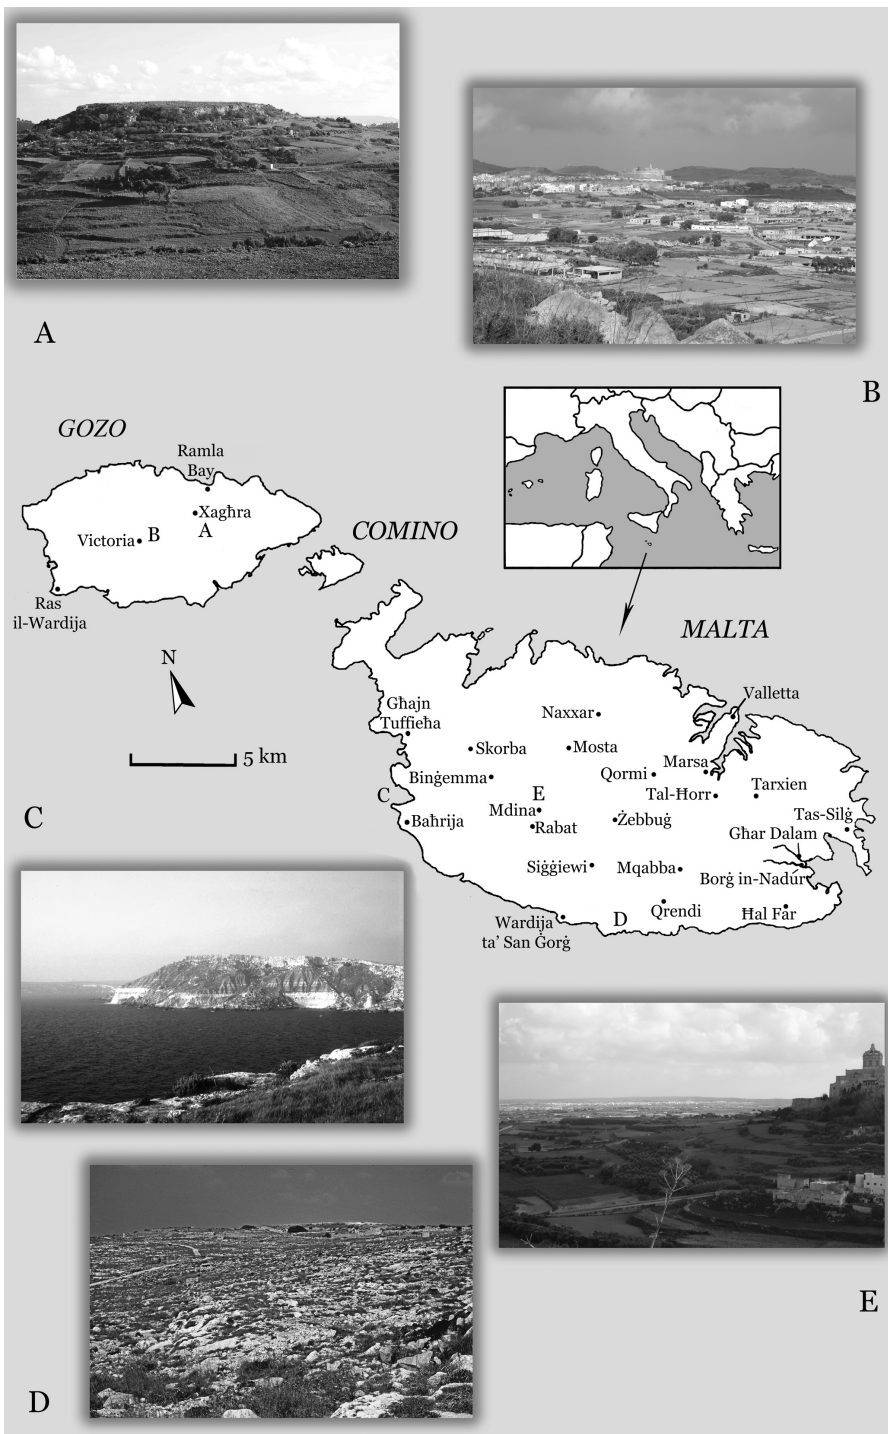 A
B
GOZO
Ramla
Bay
Xagħra
A
Victoria
B
Ras
il-Wardija
COMINO
MALTA
N
5 km
Valletta
Għajn
Tuffieħa
Naxxar
Skorba
Mosta
Marsa
Qormi
Binġemma
Tarxien
Tal-Ħorr
C
E
Mdina
Rabat
Żebbuġ
Tas-Silġ
Baħrija
Għar Dalam
Siġġiewi
Mqabba
Borġ in-Nadur
Wardija
ta’ San Ġorġ
D
Qrendi
Ħal Far
C
D
E